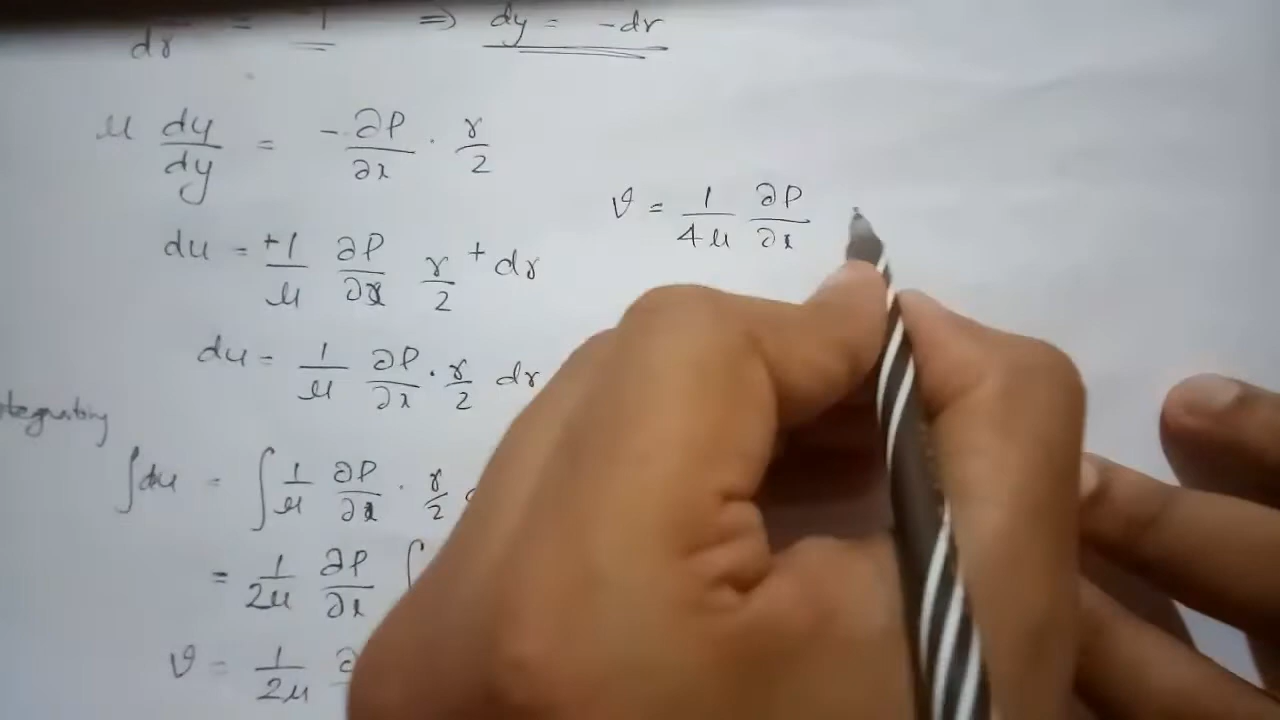 dr = -1 ⇒ dy = -dr
μ du/dy = -∂P/∂x · r/2
du = +1/μ ∂P/∂x r/2 + dr
du = 1/μ ∂P/∂x · r/2 dr
∫du = ∫ 1/μ ∂P/∂x · r/2
= 1/2μ ∂P/∂x ∫
ϑ = 1/2μ
ϑ = 1/4μ ∂P/∂x